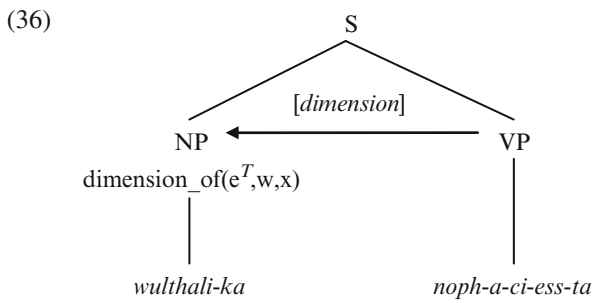 (36)
S
[dimension]
NP VP
dimension_of(e^T,w,x)
wulthali-ka noph-a-ci-ess-ta